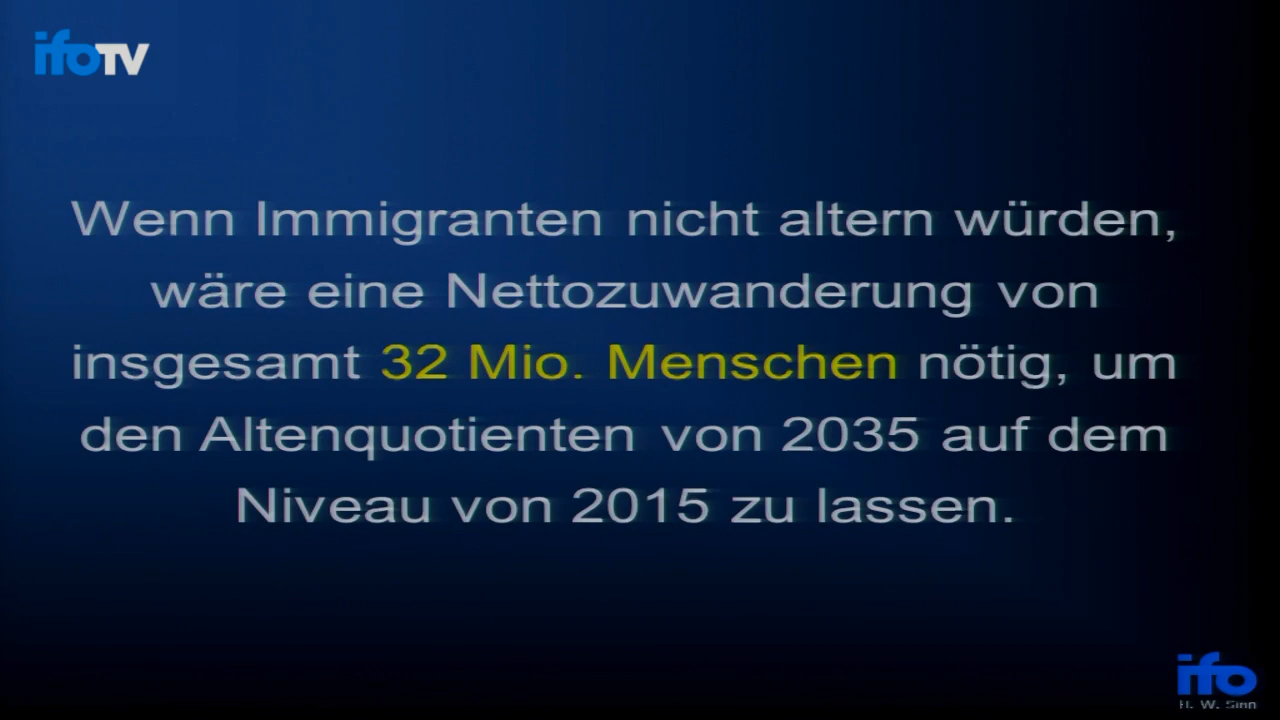 ifoTV
Wenn Immigranten nicht altern würden,
wäre eine Nettozuwanderung von
insgesamt 32 Mio. Menschen nötig, um
den Altenquotienten von 2035 auf dem
Niveau von 2015 zu lassen.
ifo
H. W. Sinn